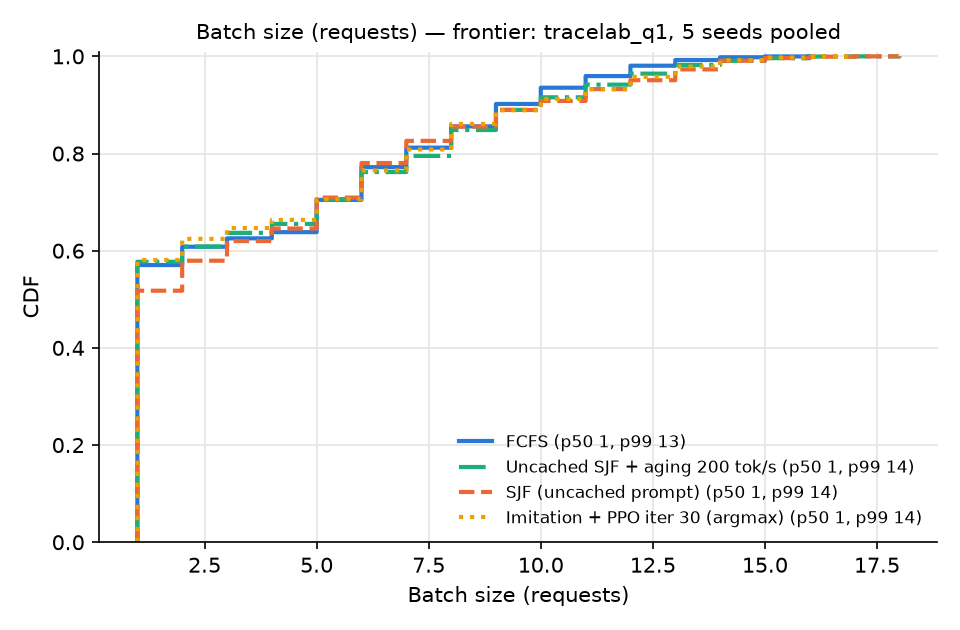 Batch size (requests) — frontier: tracelab_q1, 5 seeds pooled
1.0
0.8
0.6
0.4
0.2
0.0
CDF
FCFS (p50 1, p99 13)
Uncached SJF + aging 200 tok/s (p50 1, p99 14)
SJF (uncached prompt) (p50 1, p99 14)
Imitation + PPO iter 30 (argmax) (p50 1, p99 14)
2.5 5.0 7.5 10.0 12.5 15.0 17.5
Batch size (requests)